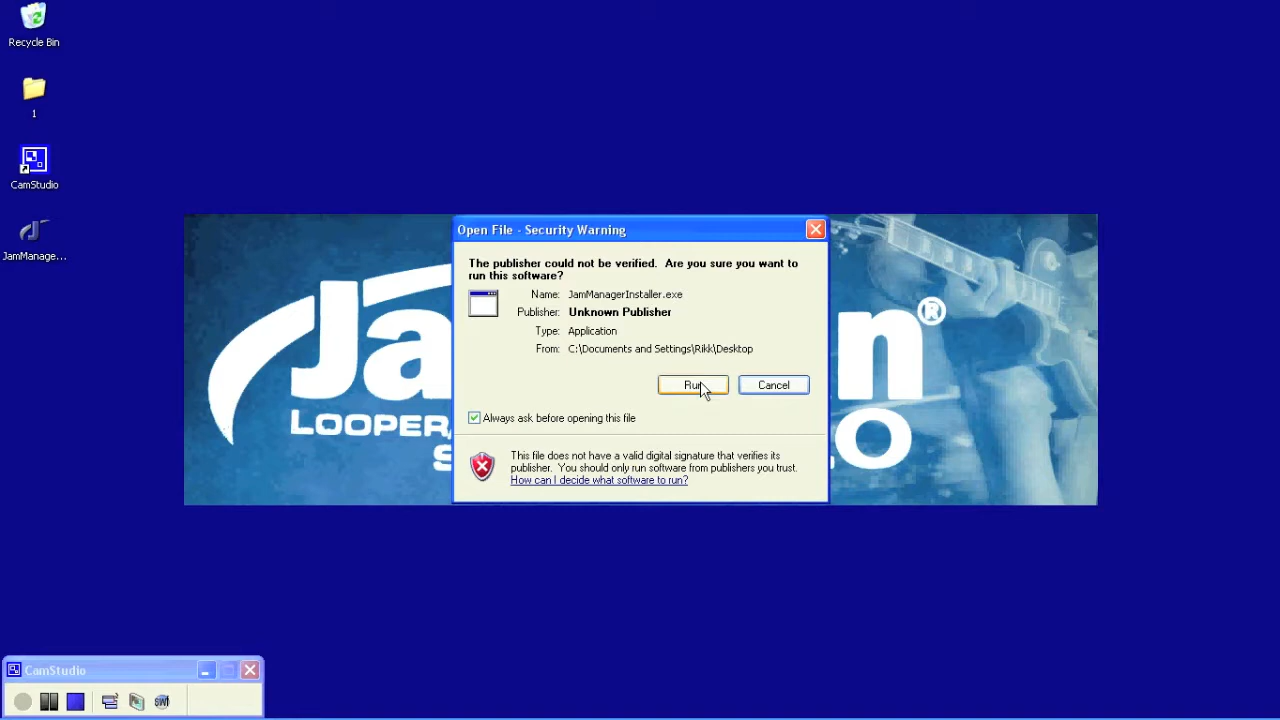 Recycle Bin
1
CamStudio
JamManage...
Open File - Security Warning
The publisher could not be verified. Are you sure you want to
run this software?
Name: JamManagerInstaller.exe
Publisher: Unknown Publisher
Type: Application
From: C:\Documents and Settings\Rikk\Desktop
Run
Cancel
Always ask before opening this file
This file does not have a valid digital signature that verifies its
publisher. You should only run software from publishers you trust.
How can I decide what software to run?
Ja
n®
LOOPER
S
LO
CamStudio
SWF